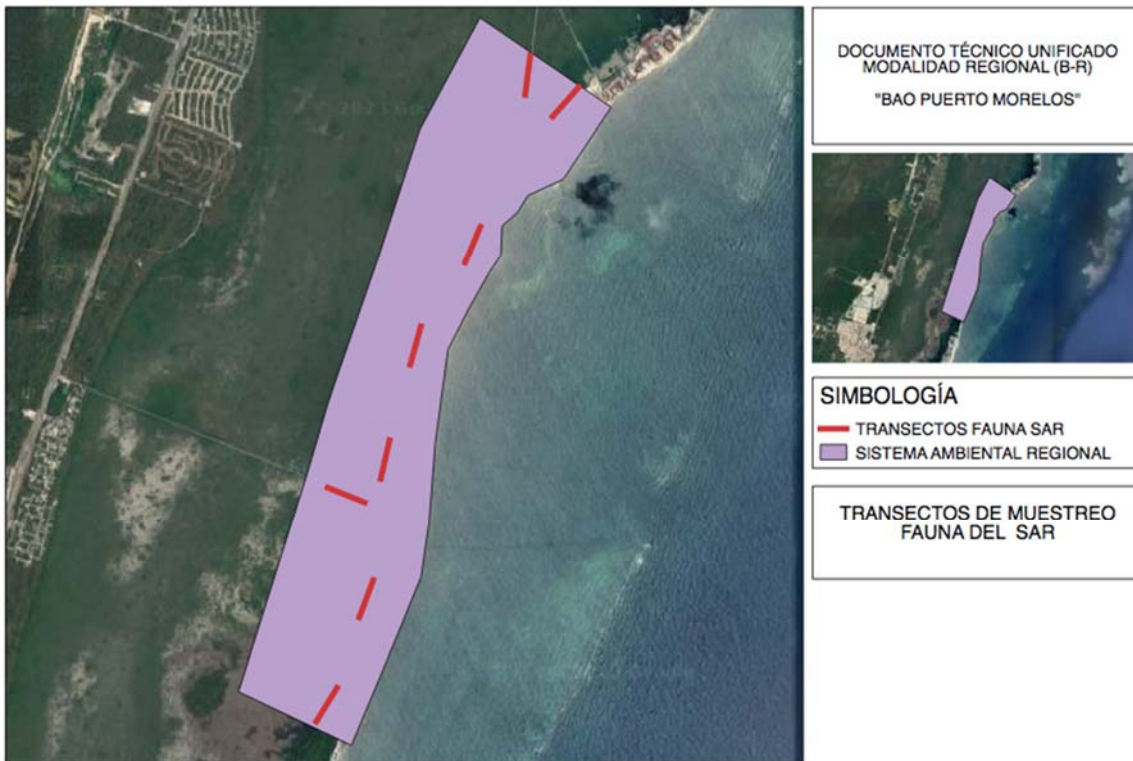 DOCUMENTO TÉCNICO UNIFICADO
MODALIDAD REGIONAL (B-R)
"BAO PUERTO MORELOS"
SIMBOLOGÍA
TRANSECTOS FAUNA SAR
SISTEMA AMBIENTAL REGIONAL
TRANSECTOS DE MUESTREO
FAUNA DEL SAR